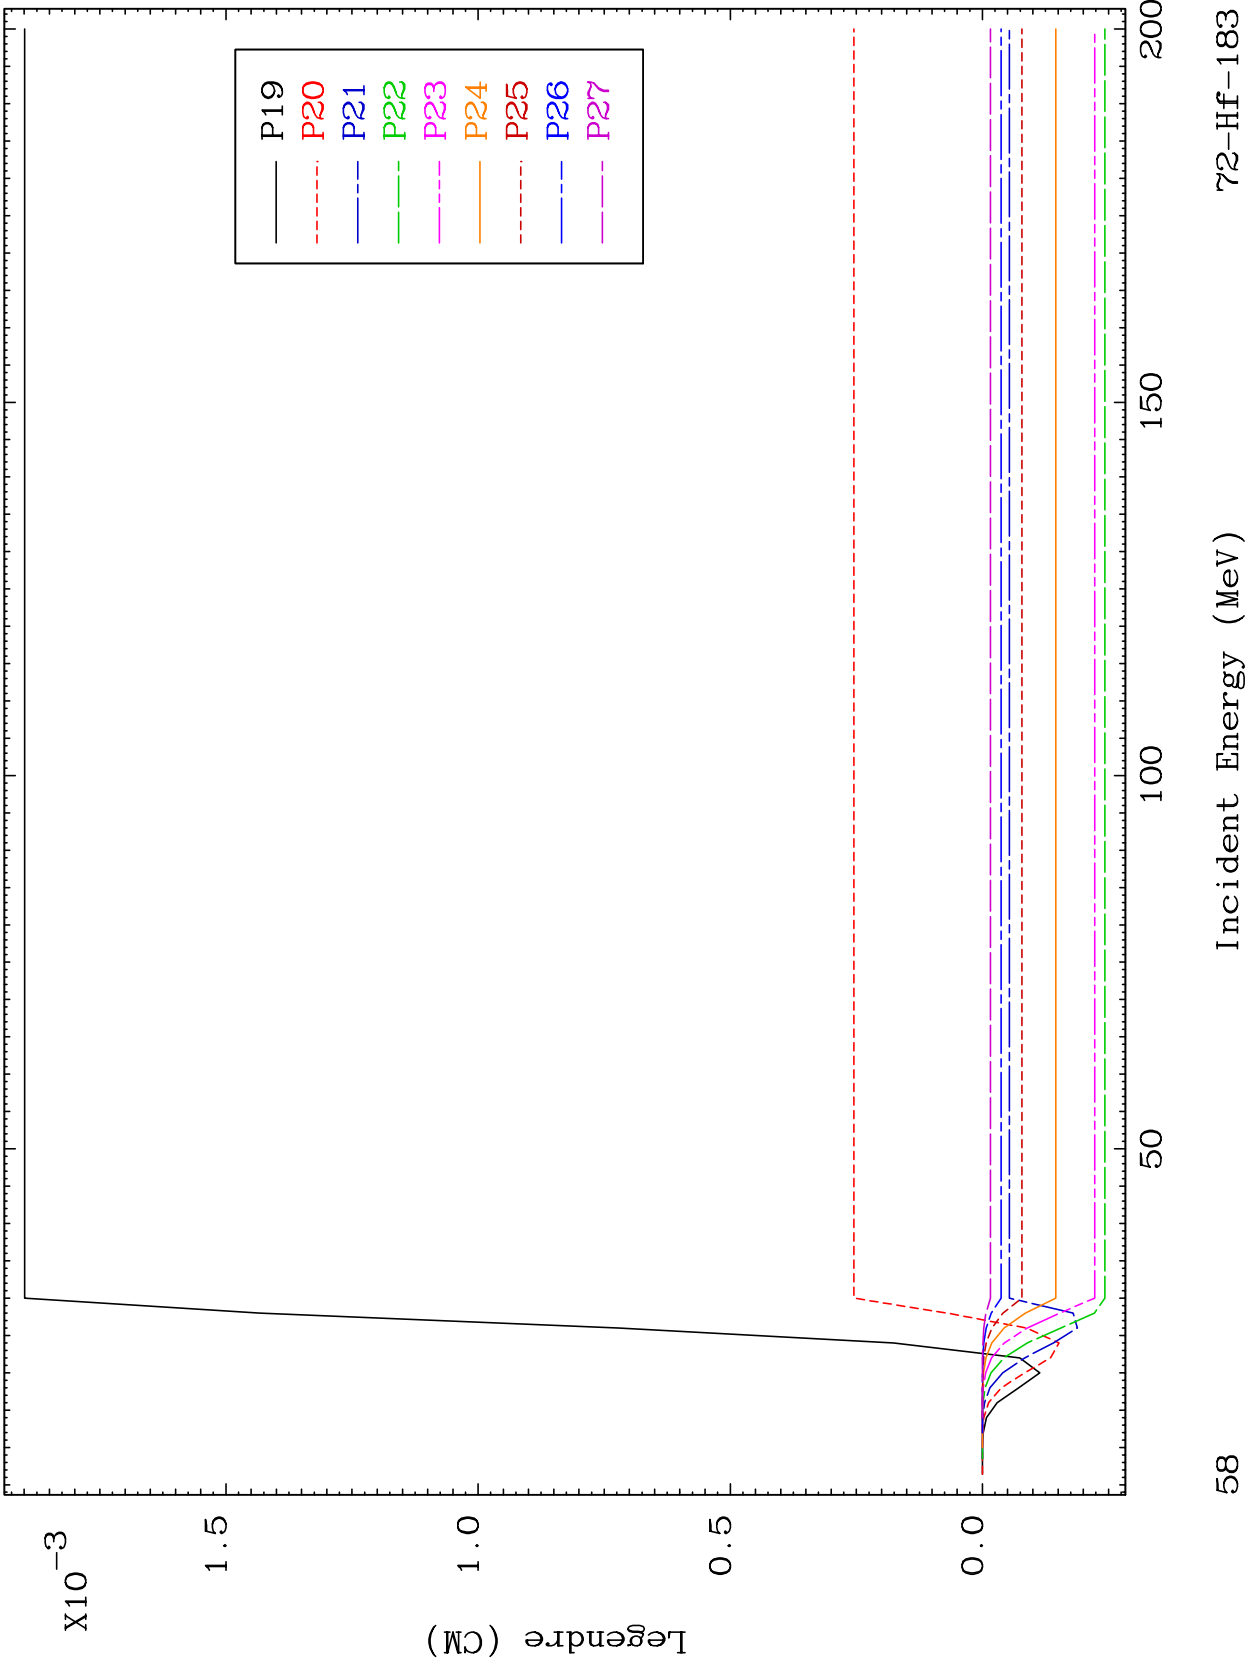 X10-3
1.5
1.0
0.5
0.0
Legendre (CM)
P19
P20
P21
P22
P23
P24
P25
P26
P27
50
100
150
200
Incident Energy (MeV)
58
72-Hf-183